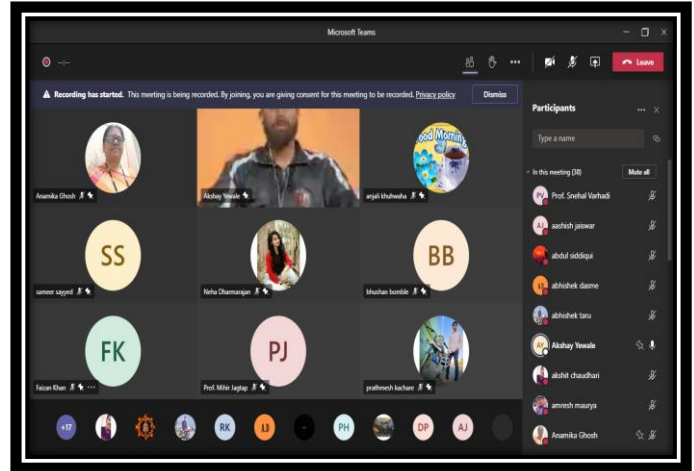 Microsoft Teams
--:--
Leave
Recording has started. This meeting is being recorded. By joining, you are giving consent for this meeting to be recorded. Privacy policy
Dismiss
Anamika Ghosh
Akshay Yewale
Good Morning
anjali khuhwaha
SS
sameer sayyed
Neha Dharmarajan
BB
bhushan bomble
FK
Faizan Khan
PJ
Prof. Mihir Jagtap
prathmesh kachare
+17
RK
PH
DP
AJ
Participants
Type a name
In this meeting (38)
Mute all
PV
Prof. Snehal Varhadi
AJ
aashish jaiswar
abdul siddiqui
abhishek dasme
abhishek taru
AY
Akshay Yewale
akshit chaudhari
amresh maurya
Anamika Ghosh